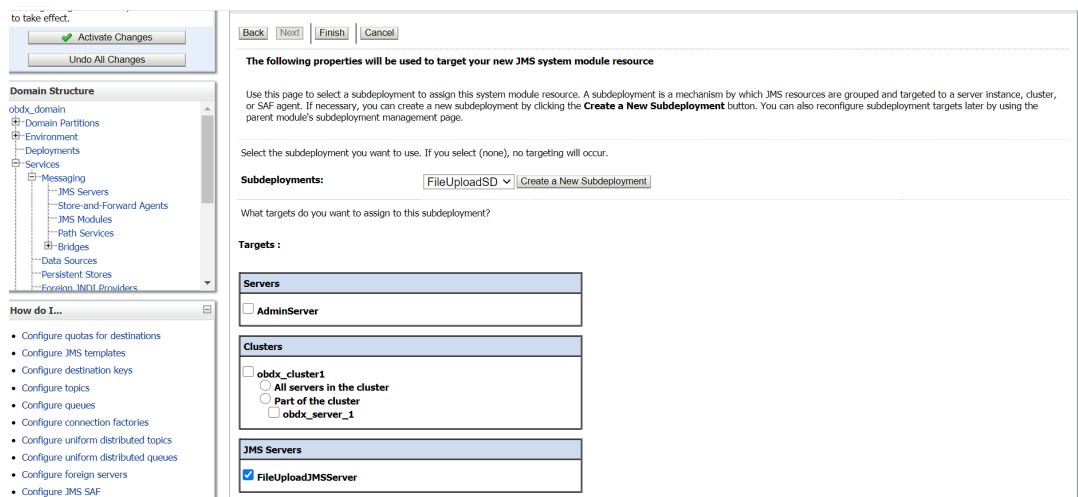 to take effect.
Activate Changes
Undo All Changes
Domain Structure
obdx_domain
Domain Partitions
Environment
Deployments
Services
Messaging
JMS Servers
Store-and-Forward Agents
JMS Modules
Path Services
Bridges
Data Sources
Persistent Stores
Foreign JNDI Providers
How do I...
Configure quotas for destinations
Configure JMS templates
Configure destination keys
Configure topics
Configure queues
Configure connection factories
Configure uniform distributed topics
Configure uniform distributed queues
Configure foreign servers
Configure JMS SAF
Back Next Finish Cancel
The following properties will be used to target your new JMS system module resource
Use this page to select a subdeployment to assign this system module resource. A subdeployment is a mechanism by which JMS resources are grouped and targeted to a server instance, cluster,
or SAF agent. If necessary, you can create a new subdeployment by clicking the Create a New Subdeployment button. You can also reconfigure subdeployment targets later by using the
parent module's subdeployment management page.
Select the subdeployment you want to use. If you select (none), no targeting will occur.
Subdeployments: FileUploadSD Create a New Subdeployment
What targets do you want to assign to this subdeployment?
Targets :
Servers
AdminServer
Clusters
obdx_cluster1
All servers in the cluster
Part of the cluster
obdx_server_1
JMS Servers
FileUploadJMSServer